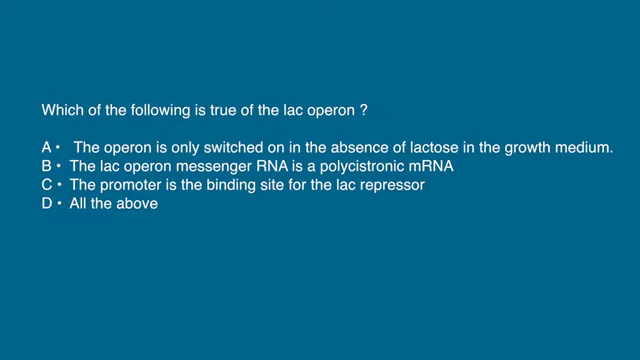 Which of the following is true of the lac operon ?
A • The operon is only switched on in the absence of lactose in the growth medium.
B • The lac operon messenger RNA is a polycistronic mRNA
C • The promoter is the binding site for the lac repressor
D • All the above